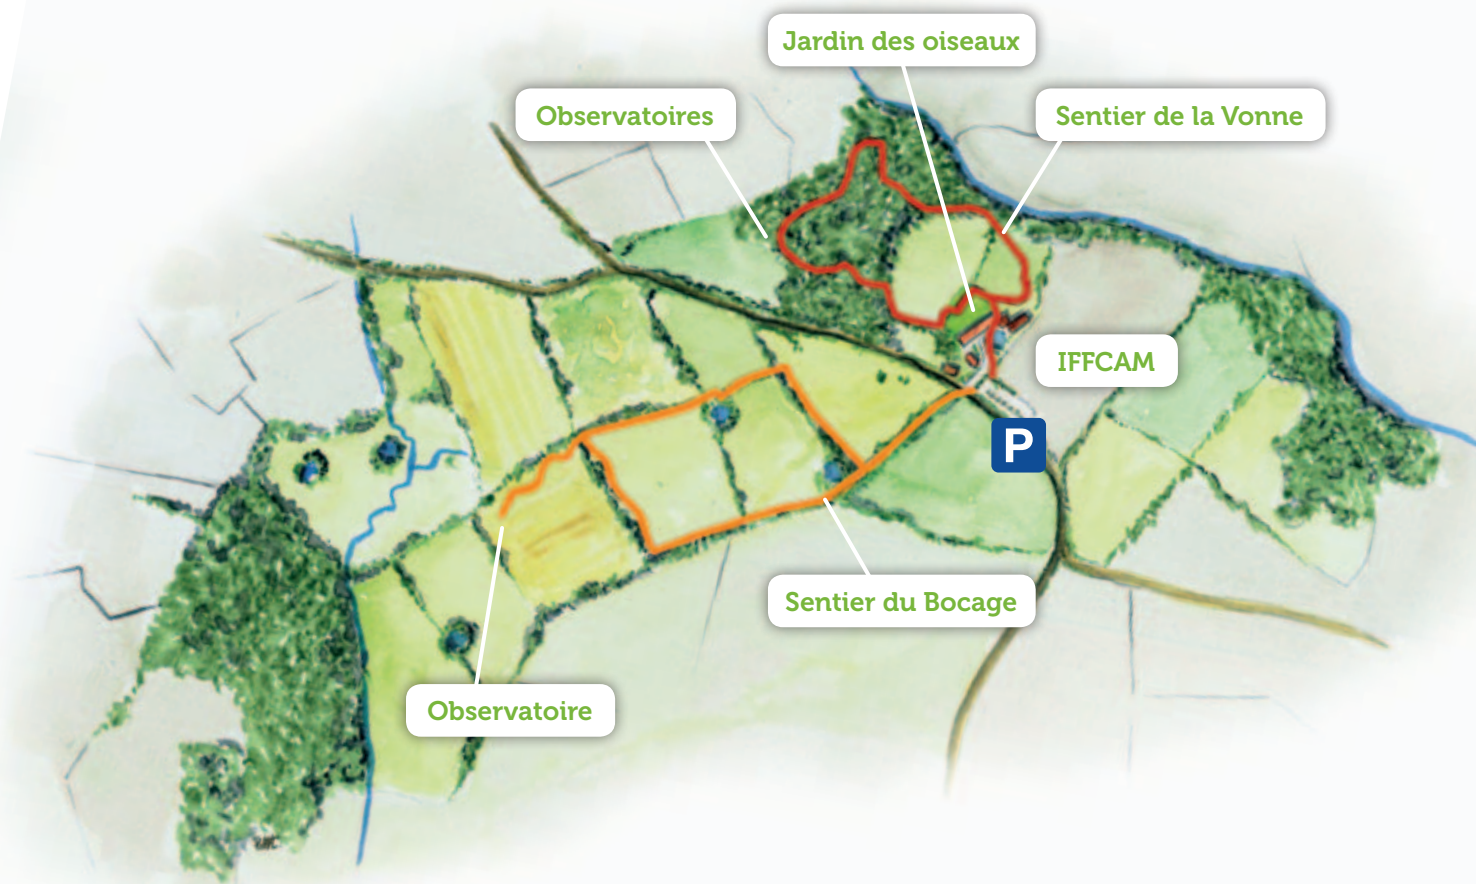 Jardin des oiseaux
Observatoires
Sentier de la Vonne
IFFCAM
P
Sentier du Bocage
Observatoire